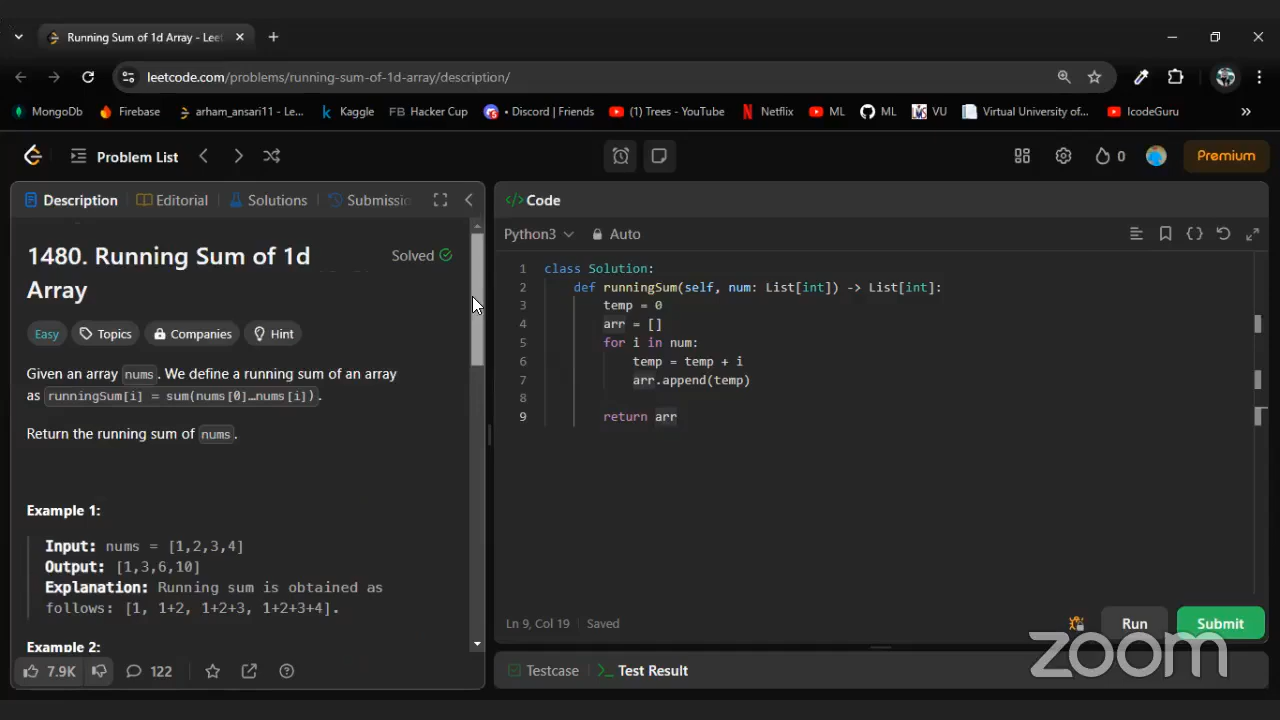 Running Sum of 1d Array - Leet
leetcode.com/problems/running-sum-of-1d-array/description/
MongoDb
Firebase
arham_ansari11 - Le...
Kaggle
FB Hacker Cup
• Discord | Friends
(1) Trees - YouTube
Netflix
ML
ML
VU
Virtual University of...
IcodeGuru
»
Problem List
0
Premium
Description
Editorial
Solutions
Submissio
</> Code
Python3
Auto
1480. Running Sum of 1d
Array
Solved
Easy
Topics
Companies
Hint
Given an array nums. We define a running sum of an array
as runningSum[i] = sum(nums[0]…nums[i]).
Return the running sum of nums.
Example 1:
Input: nums = [1,2,3,4]
Output: [1,3,6,10]
Explanation: Running sum is obtained as
follows: [1, 1+2, 1+2+3, 1+2+3+4].
Example 2:
7.9K
122
1 class Solution:
2 def runningSum(self, num: List[int]) -> List[int]:
3 temp = 0
4 arr = []
5 for i in num:
6 temp = temp + i
7 arr.append(temp)
8
9 return arr
Ln 9, Col 19
Saved
Run
Submit
Testcase
Test Result
zoom